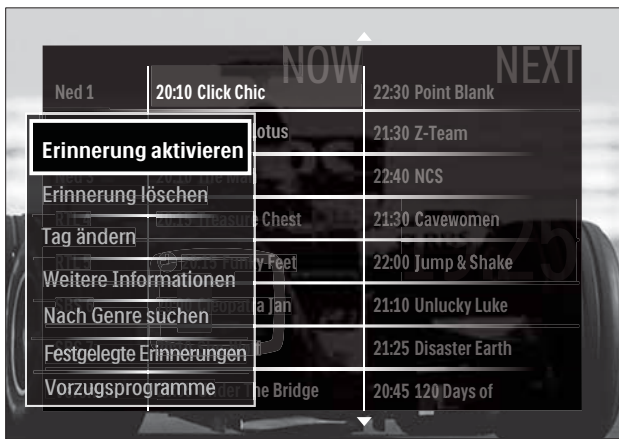 NOW NEXT
Ned 1 20:10 Click Chic 22:30 Point Blank
otus 21:30 Z-Team
Erinnerung aktivieren
22:40 NCS
Erinnerung löschen
Chest 21:30 Cavewomen
Tag ändern
Feet 22:00 Jump & Shake
Weitere Informationen
Jan 21:10 Unlucky Luke
Nach Genre suchen
21:25 Disaster Earth
Festgelegte Erinnerungen
The Bridge 20:45 120 Days of
Vorzugsprogramme